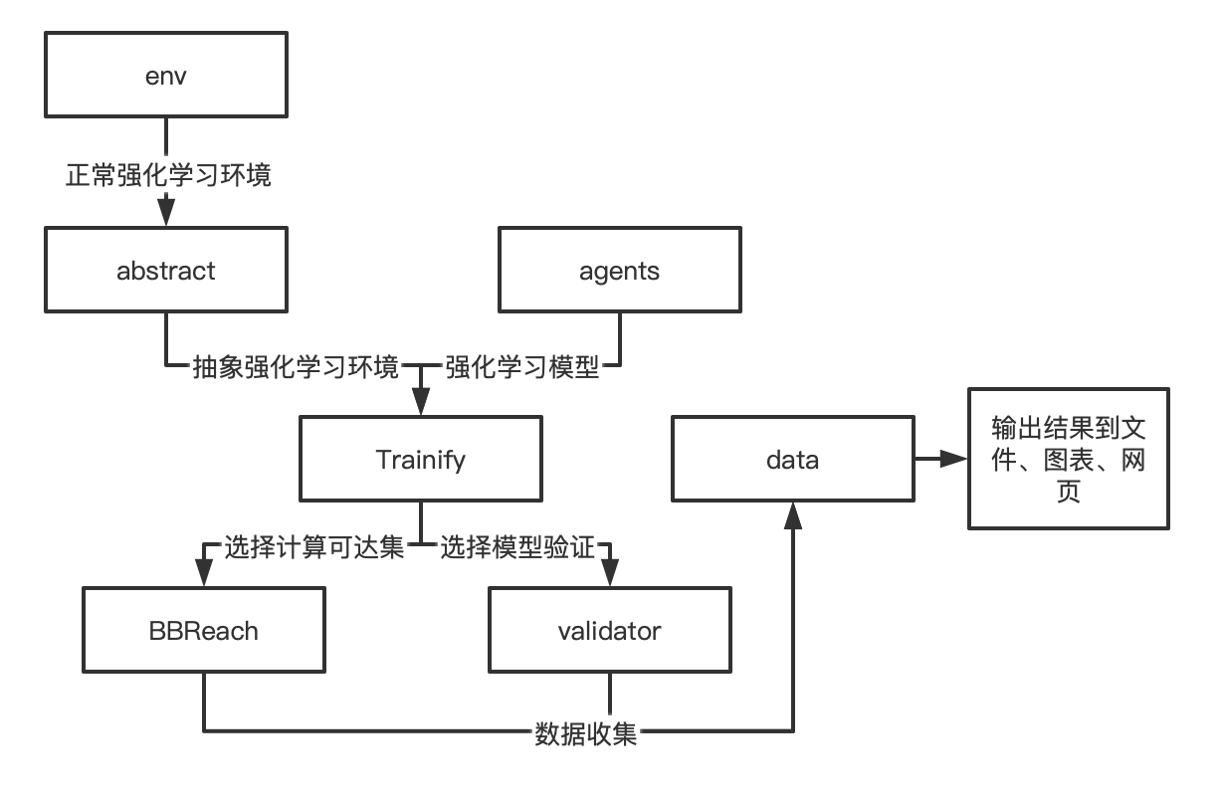 env
正常强化学习环境
abstract
agents
抽象强化学习环境
强化学习模型
Trainify
data
输出结果到文
件、图表、网
页
选择计算可达集
选择模型验证
BBReach
validator
数据收集